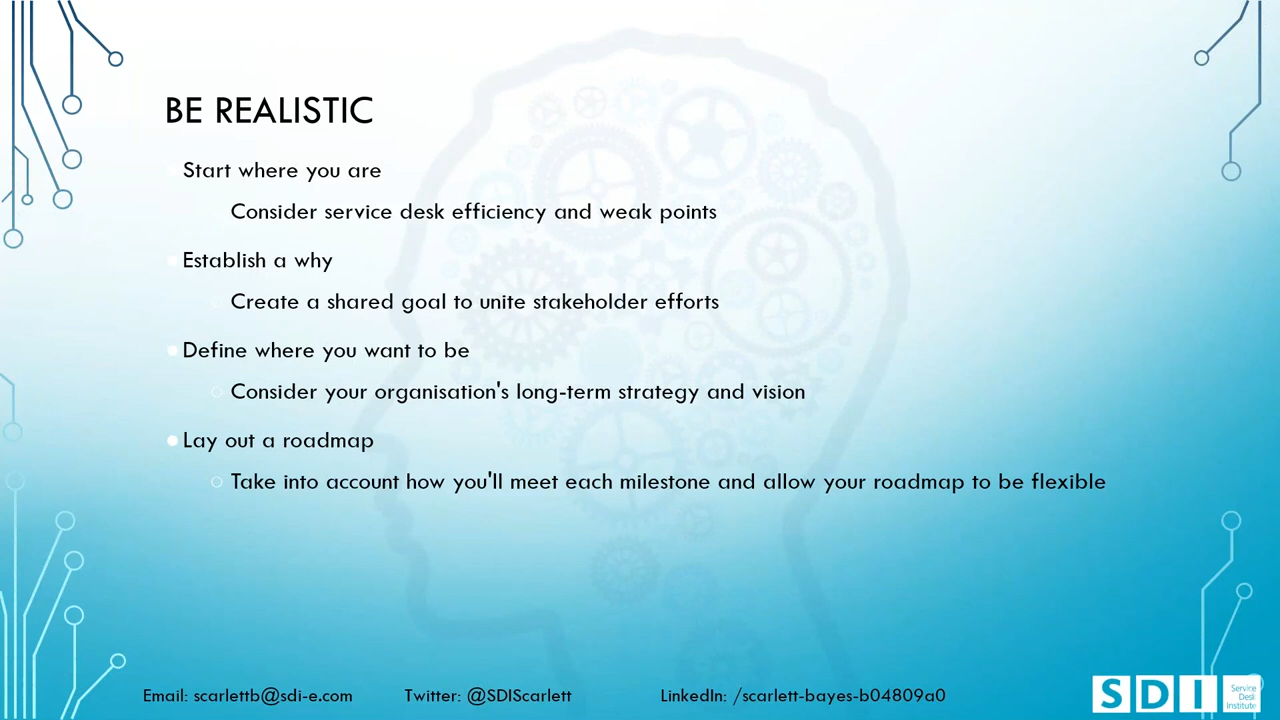 BE REALISTIC
Start where you are
Consider service desk efficiency and weak points
Establish a why
Create a shared goal to unite stakeholder efforts
Define where you want to be
Consider your organisation's long-term strategy and vision
Lay out a roadmap
Take into account how you'll meet each milestone and allow your roadmap to be flexible
Email: scarlettb@sdi-e.com Twitter: @SDIScarlett LinkedIn: /scarlett-bayes-b04809a0
SDI
Service
Desk
Institute